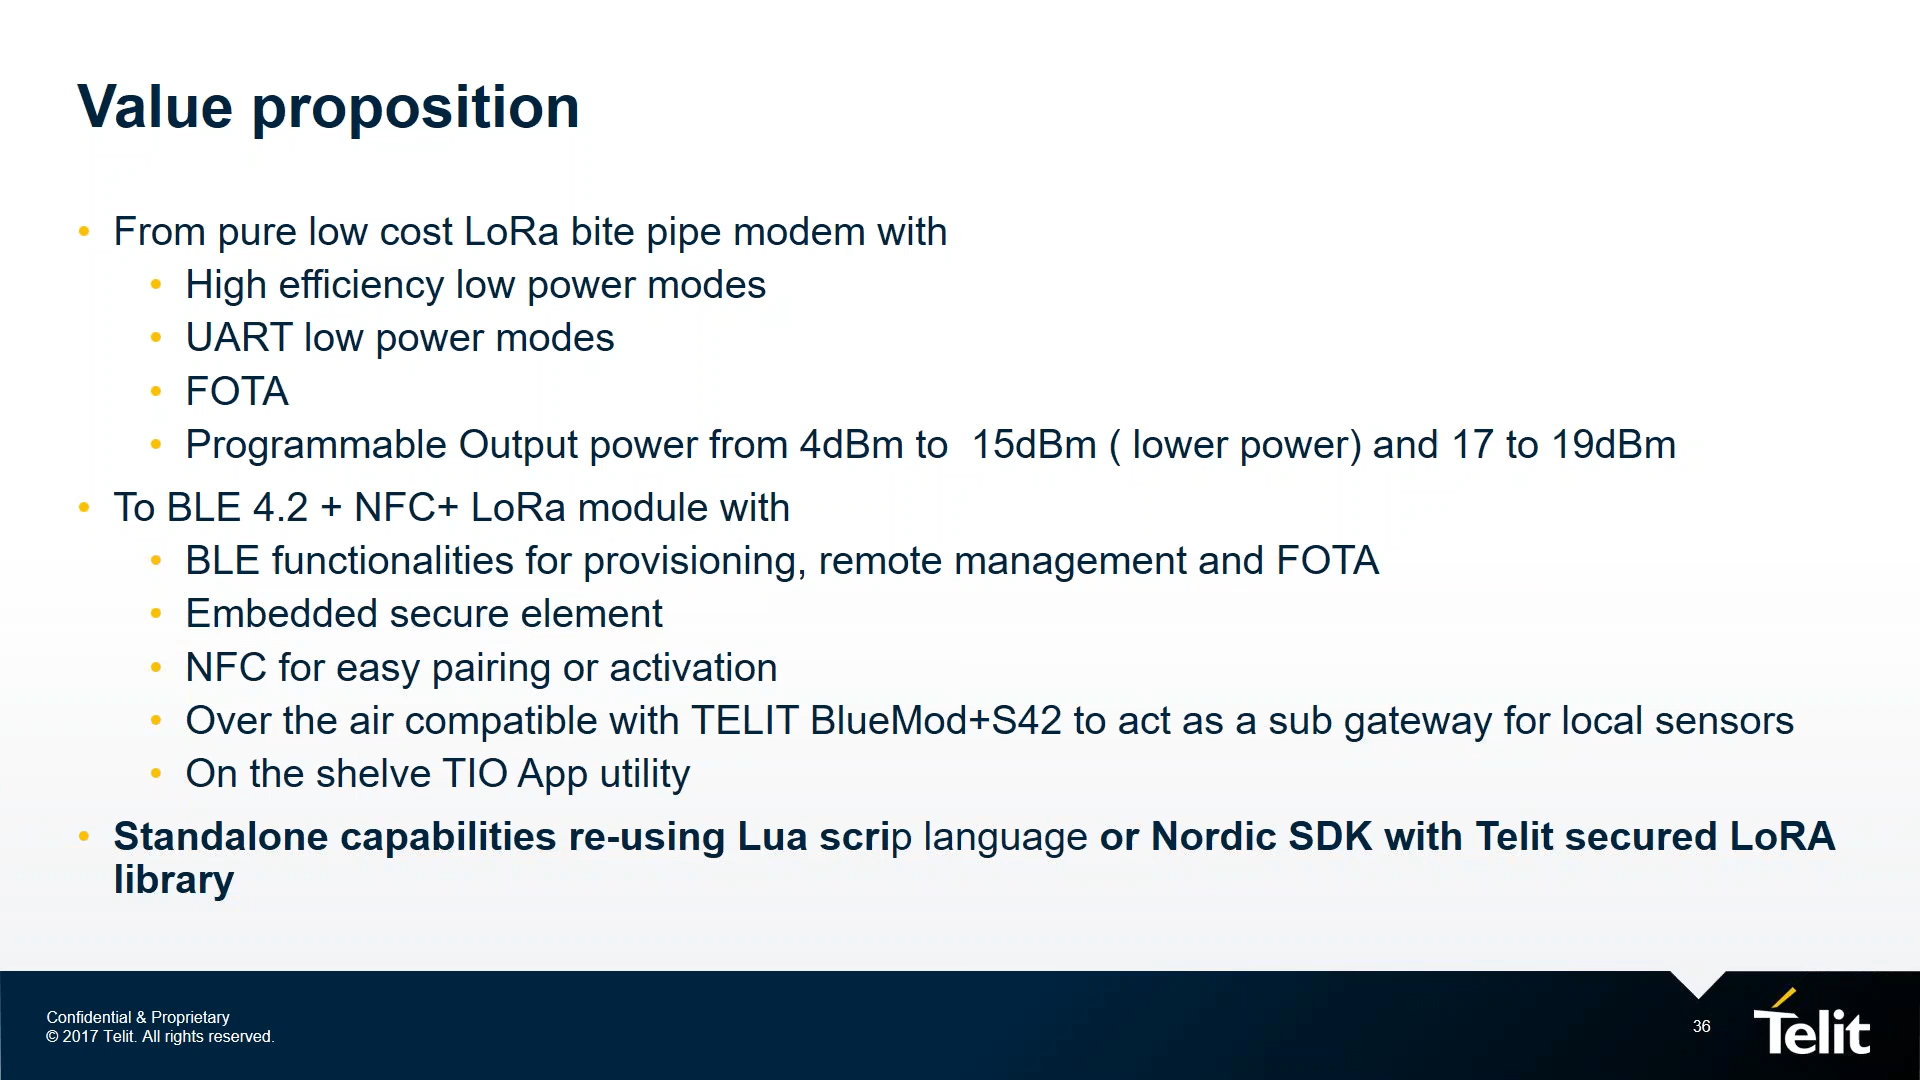 Value proposition
• From pure low cost LoRa bite pipe modem with
• High efficiency low power modes
• UART low power modes
• FOTA
• Programmable Output power from 4dBm to  15dBm ( lower power) and 17 to 19dBm
• To BLE 4.2 + NFC+ LoRa module with
• BLE functionalities for provisioning, remote management and FOTA
• Embedded secure element
• NFC for easy pairing or activation
• Over the air compatible with TELIT BlueMod+S42 to act as a sub gateway for local sensors
• On the shelve TIO App utility
• Standalone capabilities re-using Lua scrip language or Nordic SDK with Telit secured LoRA
library
Confidential & Proprietary
© 2017 Telit. All rights reserved.
36
Telit